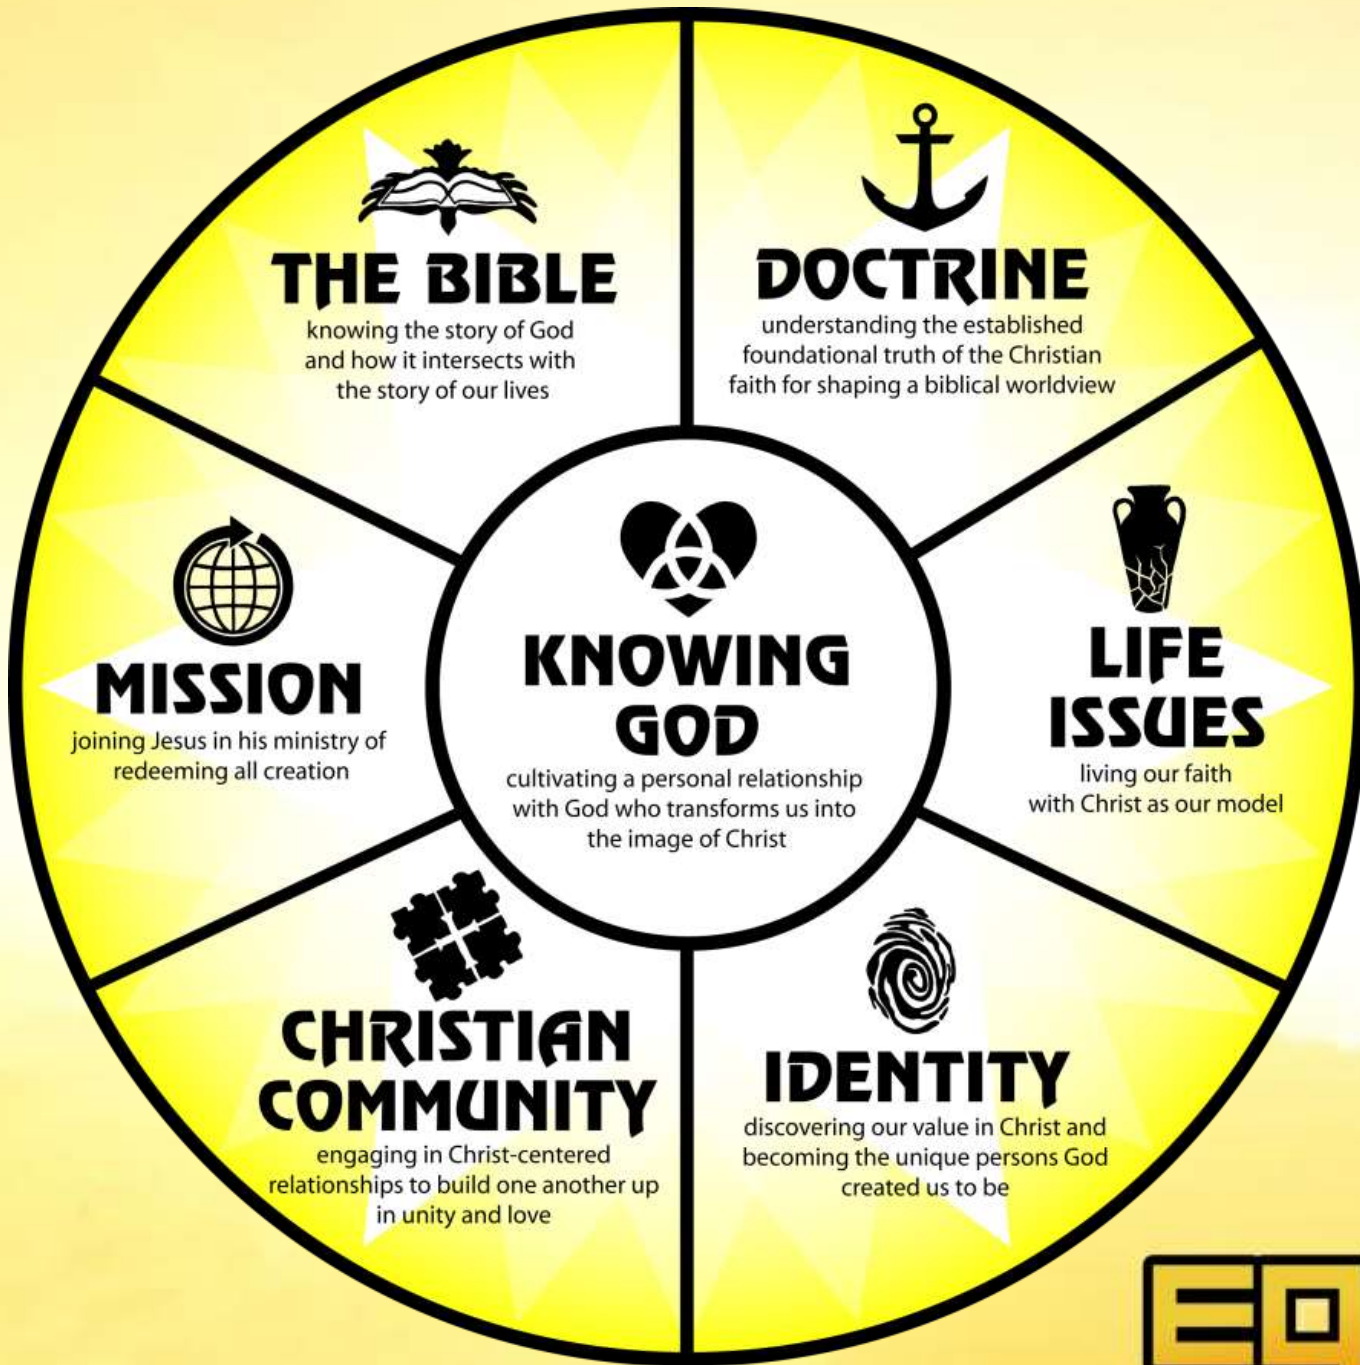 THE BIBLE
knowing the story of God
and how it intersects with
the story of our lives
DOCTRINE
understanding the established
foundational truth of the Christian
faith for shaping a biblical worldview
MISSION
joining Jesus in his ministry of
redeeming all creation
KNOWING
GOD
cultivating a personal relationship
with God who transforms us into
the image of Christ
LIFE
ISSUES
living our faith
with Christ as our model
CHRISTIAN
COMMUNITY
engaging in Christ-centered
relationships to build one another up
in unity and love
IDENTITY
discovering our value in Christ and
becoming the unique persons God
created us to be